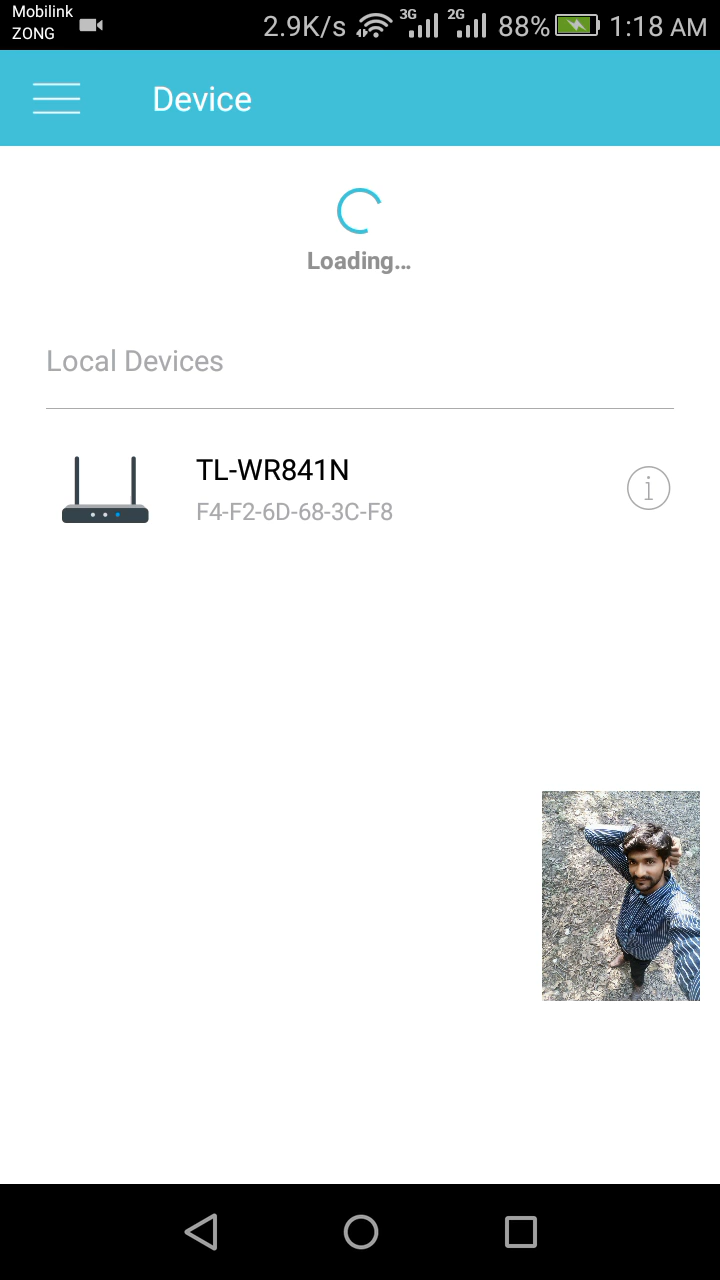 Mobilink
ZONG
2.9K/s 3G 2G 88% 1:18 AM
Device
Loading...
Local Devices
TL-WR841N
F4-F2-6D-68-3C-F8